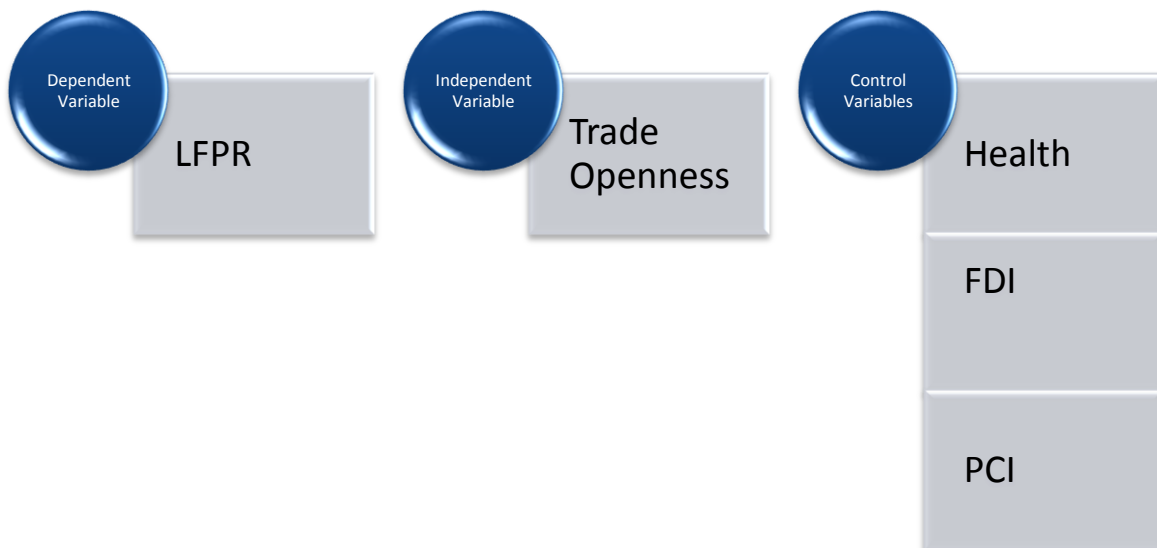 Dependent
Variable
LFPR
Independent
Variable
Trade
Openness
Control
Variables
Health
FDI
PCI